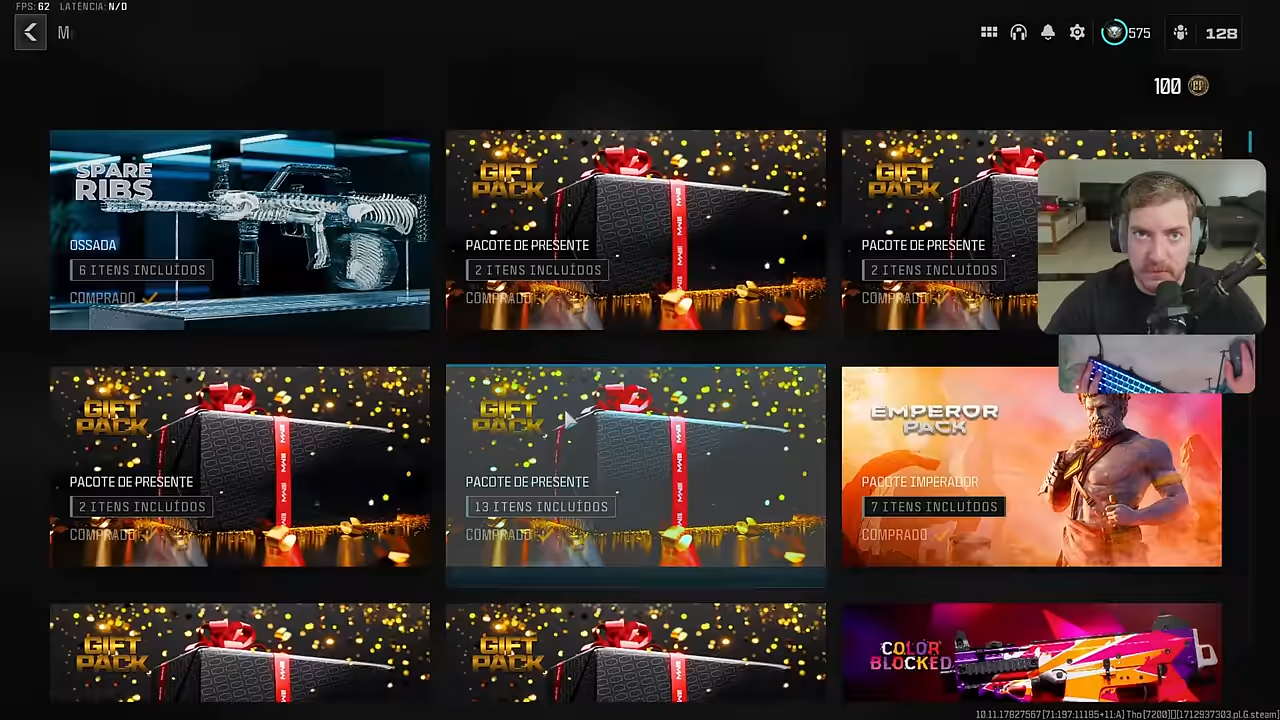 FPS: 62 LATÊNCIA: N/D
M
575
128
100
SPARE
RIBS
OSSADA
6 ITENS INCLUÍDOS
COMPRADO
GIFT
PACK
PACOTE DE PRESENTE
2 ITENS INCLUÍDOS
COMPRADO
GIFT
PACK
PACOTE DE PRESENTE
2 ITENS INCLUÍDOS
COMPRADO
GIFT
PACK
PACOTE DE PRESENTE
2 ITENS INCLUÍDOS
COMPRADO
GIFT
PACK
PACOTE DE PRESENTE
13 ITENS INCLUÍDOS
COMPRADO
EMPEROR
PACK
PACOTE IMPERADOR
7 ITENS INCLUÍDOS
COMPRADO
GIFT
PACK
GIFT
PACK
COLOR
BLOCKED